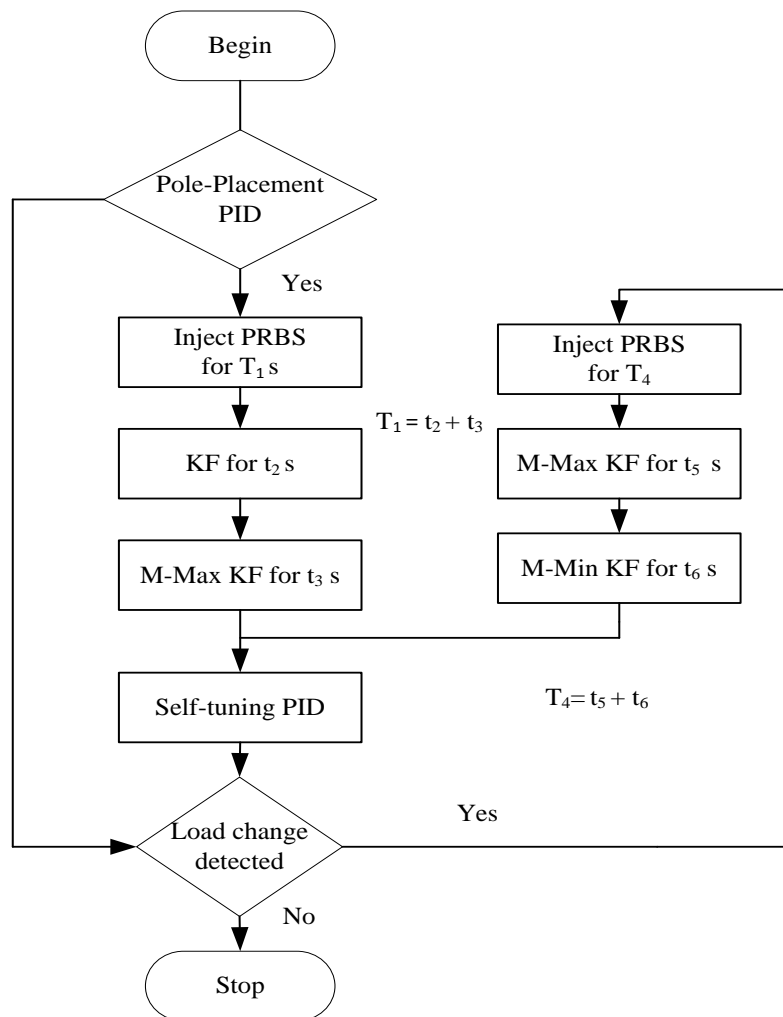 Begin
Pole-Placement
PID
Yes
Inject PRBS
for T₁ s
KF for t₂ s
M-Max KF for t₃ s
T₁ = t₂ + t₃
Inject PRBS
for T₄
M-Max KF for t₅ s
M-Min KF for t₆ s
T₄= t₅ + t₆
Self-tuning PID
Load change
detected
Yes
No
Stop